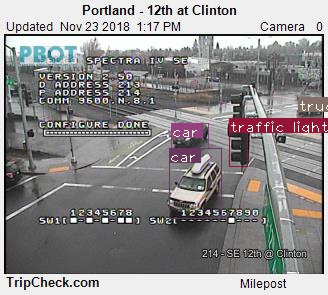 Portland - 12th at Clinton
Updated Nov 23 2018 1:17 PM Camera 0
PBOT
SPECTRA IV SE
VERSION 2.50
D ADDRESS 213
P ADDRESS 214
COMM 9600.N.8.1
CONFIGURE DONE
truc
traffic light
car
car
12345678 1234567890
SW1 SW2
214 - SE 12th @ Clinton
TripCheck.com Milepost